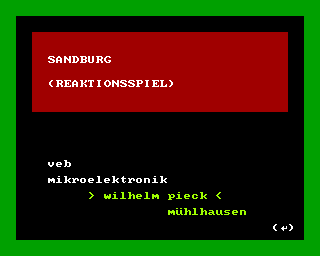 SANDBURG
(REAKTIONSSPIEL)
veb
mikroelektronik
> wilhelm pieck <
mühlhausen
(↵)